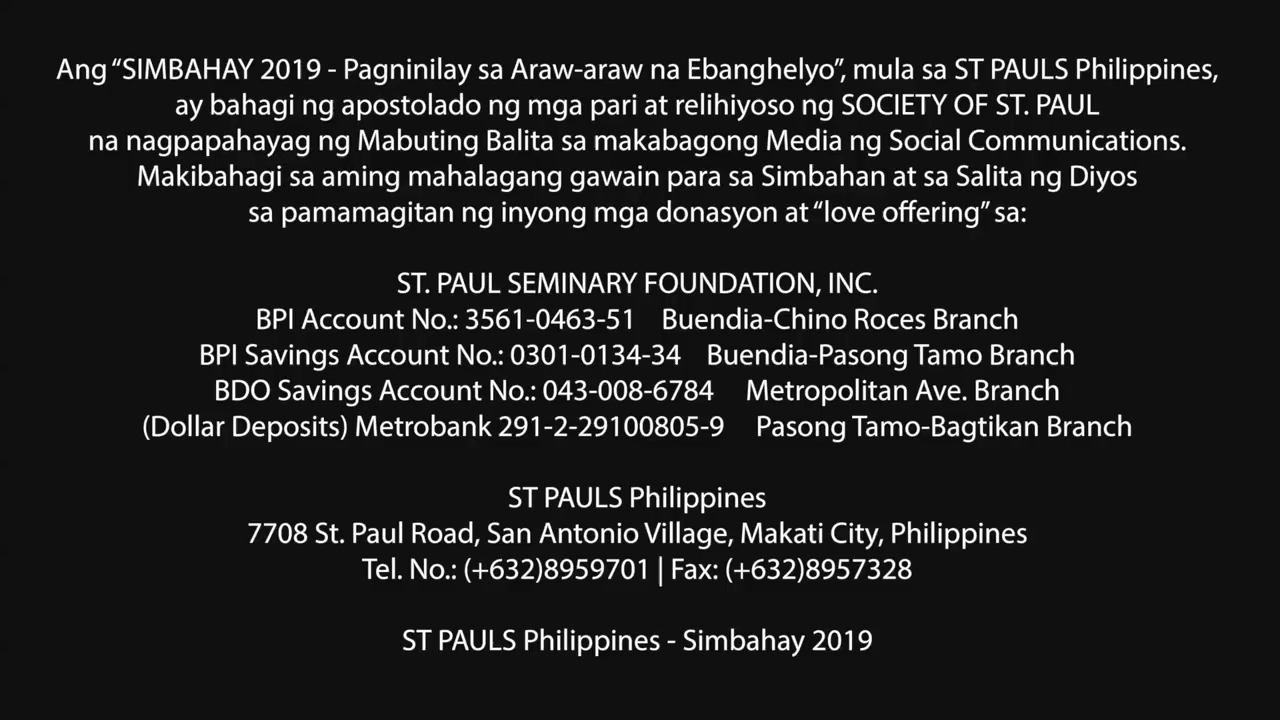 Ang “SIMBAHAY 2019 - Pagninilay sa Araw-araw na Ebanghelyo”, mula sa ST PAULS Philippines,
ay bahagi ng apostolado ng mga pari at relihiyoso ng SOCIETY OF ST. PAUL
na nagpapahayag ng Mabuting Balita sa makabagong Media ng Social Communications.
Makibahagi sa aming mahalagang gawain para sa Simbahan at sa Salita ng Diyos
sa pamamagitan ng inyong mga donasyon at “love offering” sa:
ST. PAUL SEMINARY FOUNDATION, INC.
BPI Account No.: 3561-0463-51 Buendia-Chino Roces Branch
BPI Savings Account No.: 0301-0134-34 Buendia-Pasong Tamo Branch
BDO Savings Account No.: 043-008-6784 Metropolitan Ave. Branch
(Dollar Deposits) Metrobank 291-2-29100805-9 Pasong Tamo-Bagtikan Branch
ST PAULS Philippines
7708 St. Paul Road, San Antonio Village, Makati City, Philippines
Tel. No.: (+632)8959701 | Fax: (+632)8957328
ST PAULS Philippines - Simbahay 2019